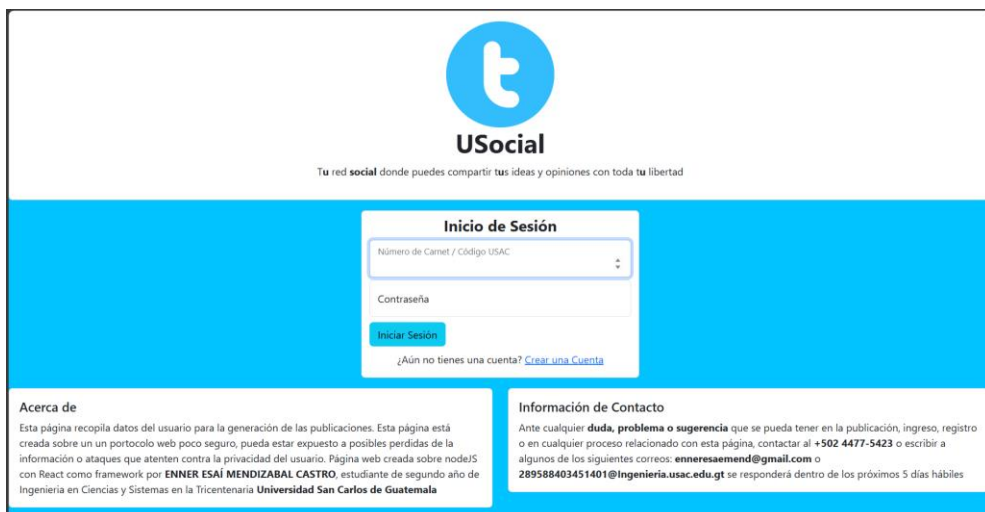 t
USocial
Tu red social donde puedes compartir tus ideas y opiniones con toda tu libertad
Inicio de Sesión
Número de Carnet / Código USAC
Contraseña
Iniciar Sesión
¿Aún no tienes una cuenta? Crear una Cuenta
Acerca de
Esta página recopila datos del usuario para la generación de las publicaciones. Esta página está
creada sobre un un portocolo web poco seguro, pueda estar expuesto a posibles perdidas de la
información o ataques que atenten contra la privacidad del usuario. Página web creada sobre nodeJS
con React como framework por ENNER ESAÍ MENDIZABAL CASTRO, estudiante de segundo año de
Ingenieria en Ciencias y Sistemas en la Tricentenaria Universidad San Carlos de Guatemala
Información de Contacto
Ante cualquier duda, problema o sugerencia que se pueda tener en la publicación, ingreso, registro
o en cualquier proceso relacionado con esta página, contactar al +502 4477-5423 o escribir a
algunos de los siguientes correos: enneresaemend@gmail.com o
289588403451401@Ingenieria.usac.edu.gt se responderá dentro de los próximos 5 días hábiles